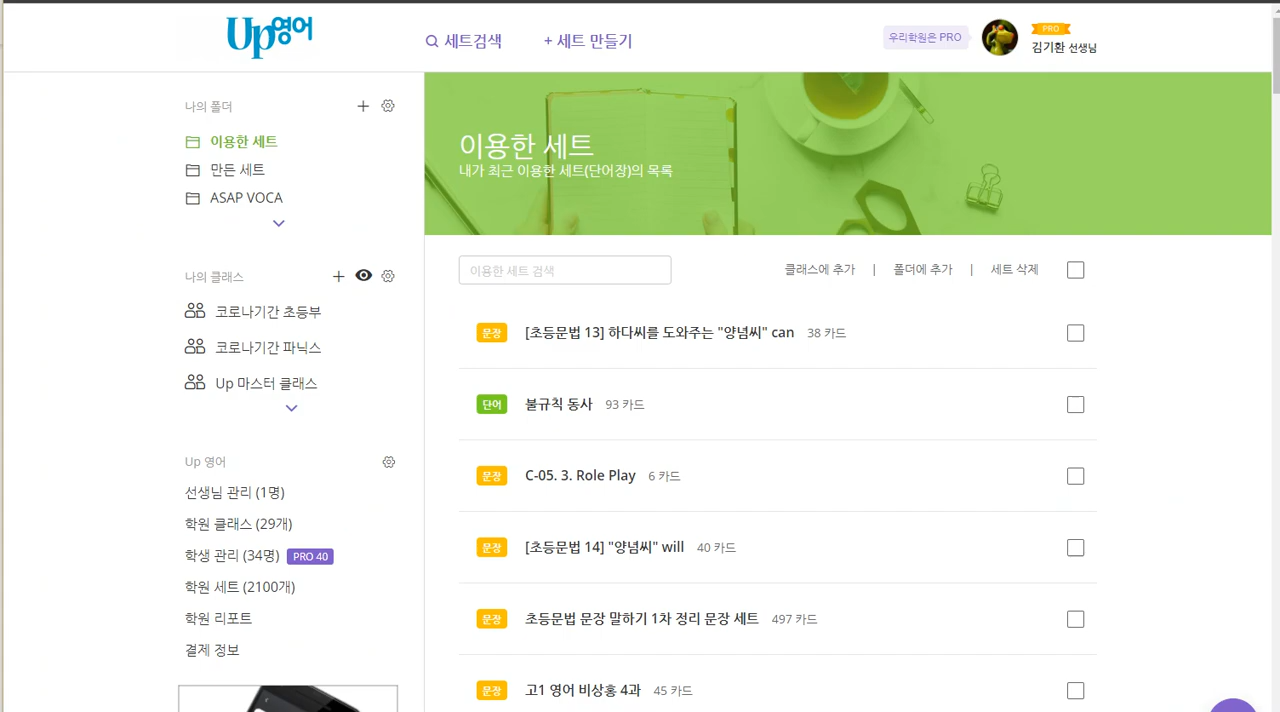 Up영어
세트검색
+ 세트 만들기
우리학원은 PRO
PRO
김기환 선생님
나의 폴더
이용한 세트
만든 세트
ASAP VOCA
나의 클래스
코로나기간 초등부
코로나기간 파닉스
Up 마스터 클래스
Up 영어
선생님 관리 (1명)
학원 클래스 (29개)
학생 관리 (34명) PRO 40
학원 세트 (2100개)
학원 리포트
결제 정보
이용한 세트
내가 최근 이용한 세트(단어장)의 목록
이용한 세트 검색
클래스에 추가 | 폴더에 추가 | 세트 삭제
문장 [초등문법 13] 하다씨를 도와주는 "양념씨" can 38 카드
단어 불규칙 동사 93 카드
문장 C-05. 3. Role Play 6 카드
문장 [초등문법 14] "양념씨" will 40 카드
문장 초등문법 문장 말하기 1차 정리 문장 세트 497 카드
문장 고1 영어 비상홍 4과 45 카드